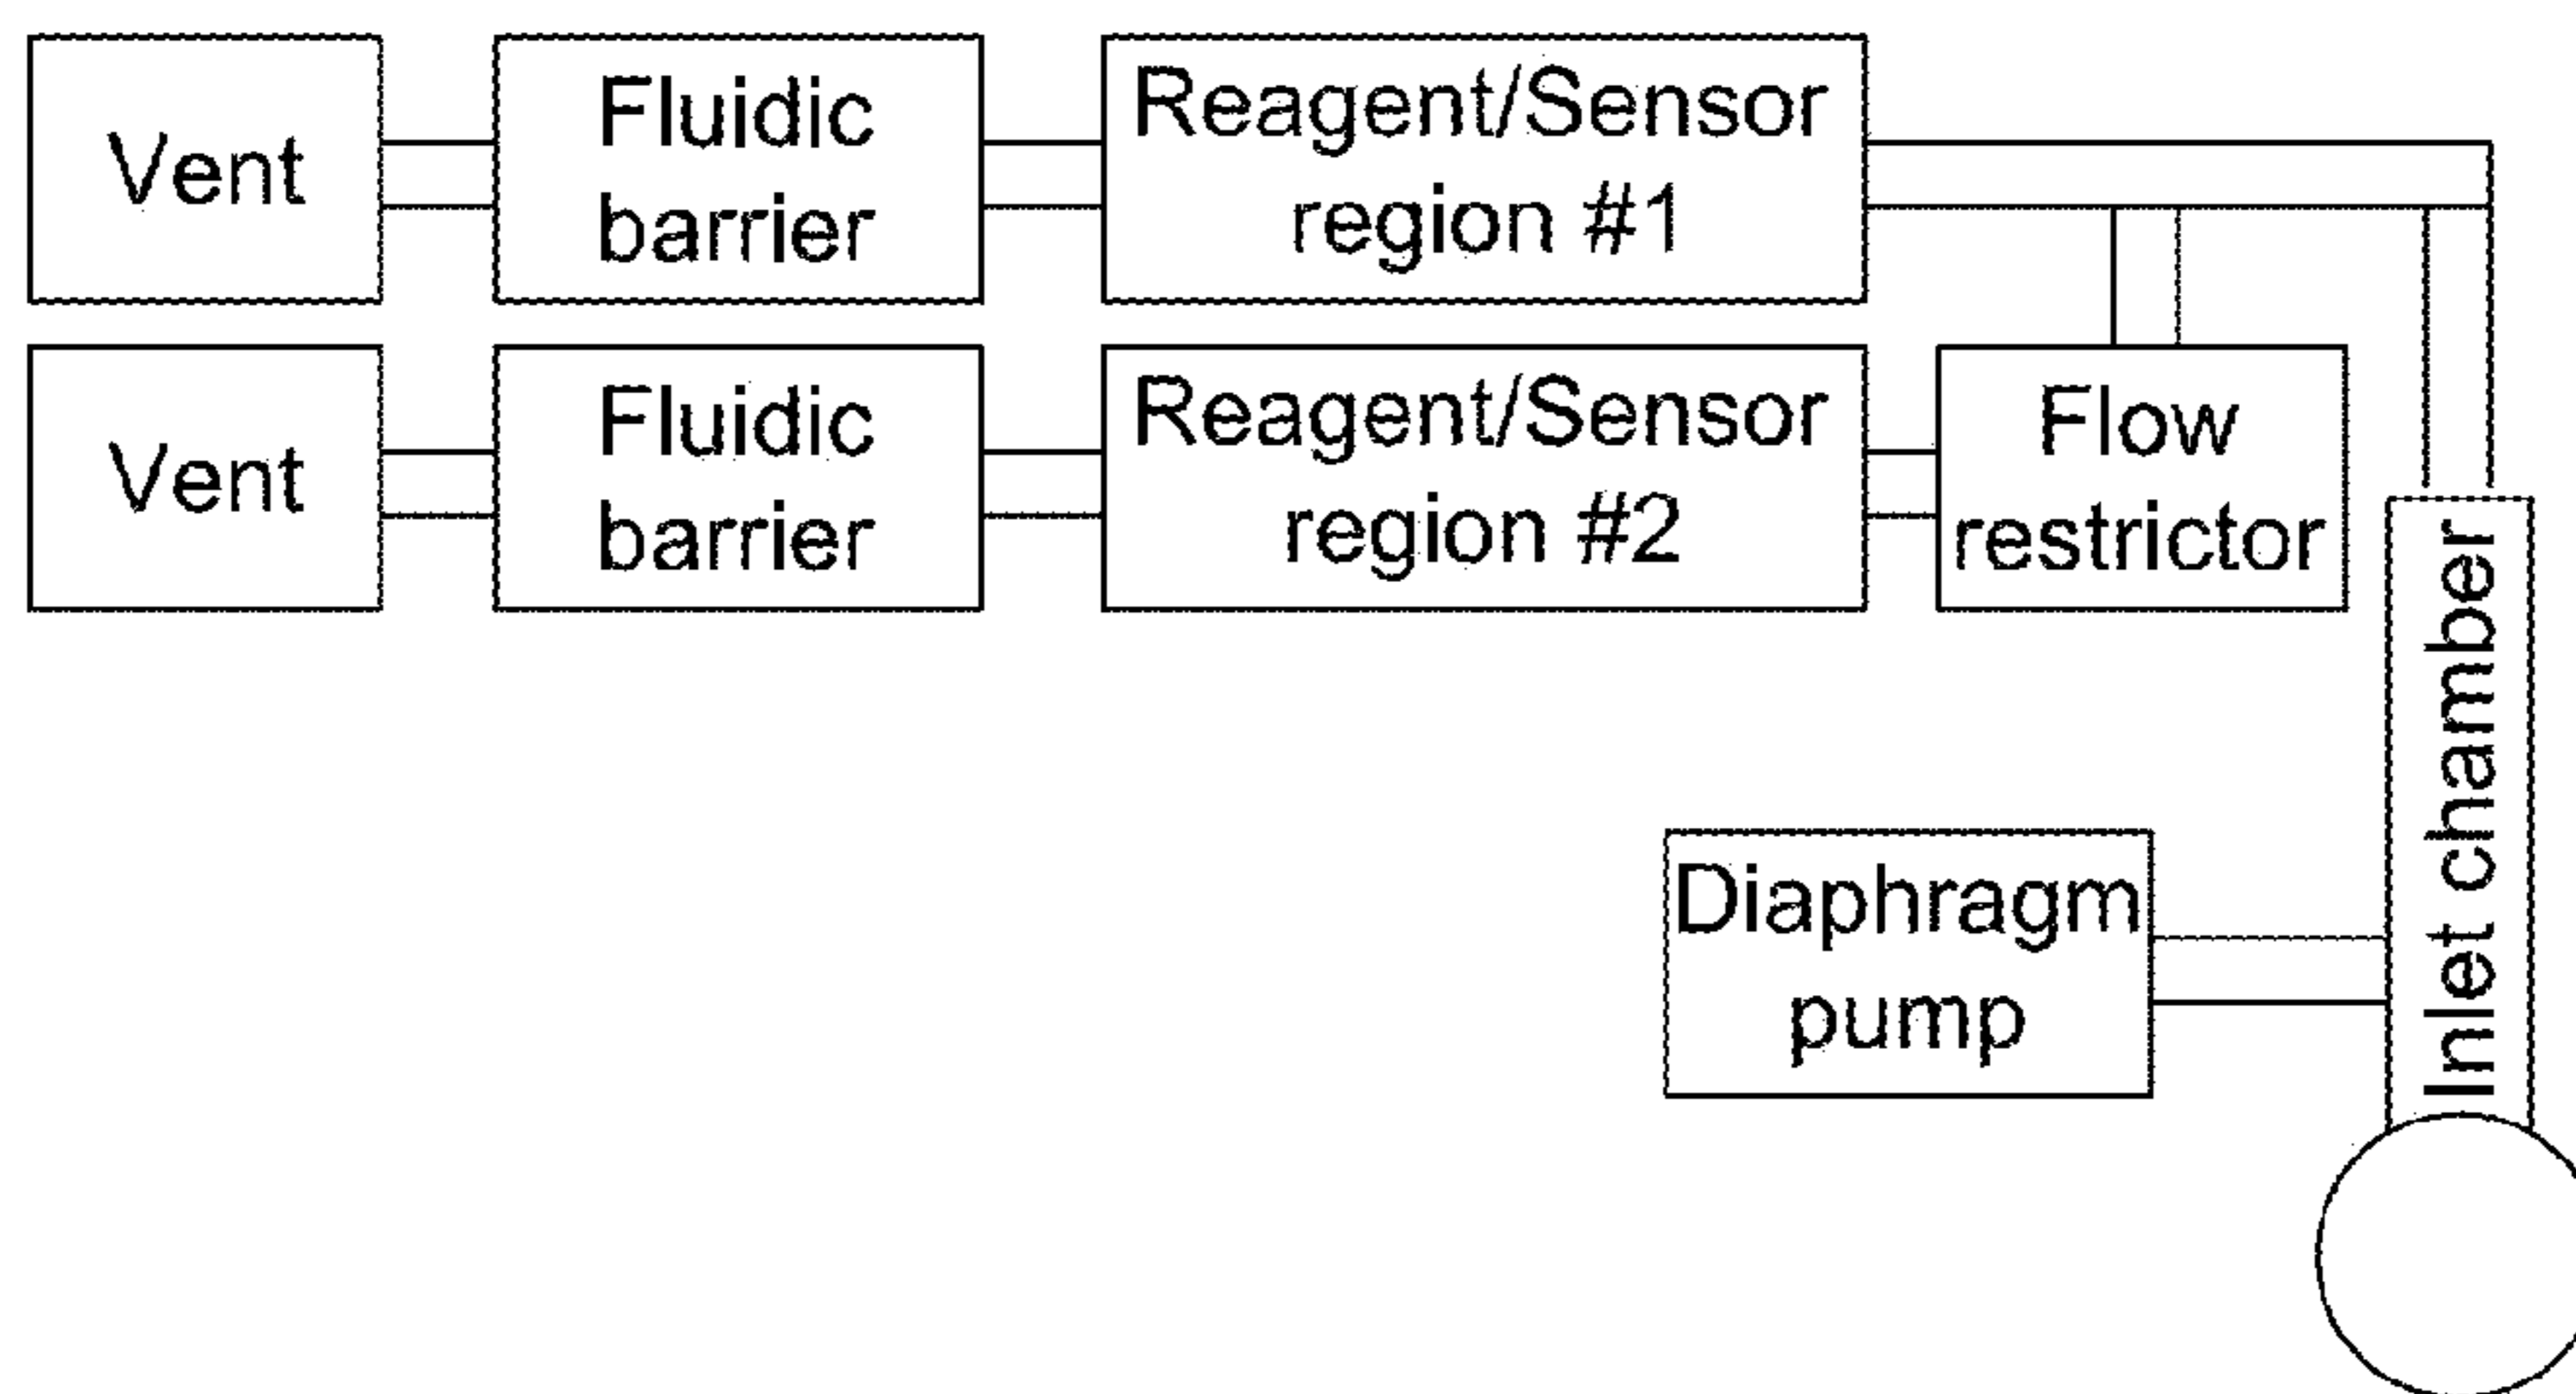 Vent
Fluidic
barrier
Reagent/Sensor
region #1
Vent
Fluidic
barrier
Reagent/Sensor
region #2
Flow
restrictor
Inlet chamber
Diaphragm
pump